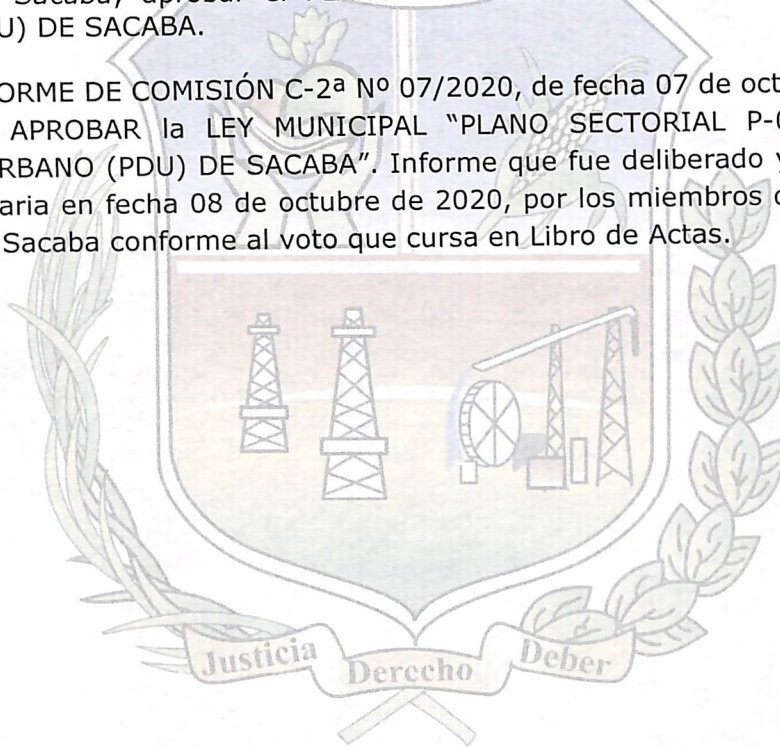 Sacaba, aprobar
U) DE SACABA.
ORME DE COMISIÓN C-2ª Nº 07/2020, de fecha 07 de oct
APROBAR la LEY MUNICIPAL “PLANO SECTORIAL P-
RBANO (PDU) DE SACABA”. Informe que fue deliberado y
aria en fecha 08 de octubre de 2020, por los miembros
Sacaba conforme al voto que cursa en Libro de Actas.
Justicia Derecho Deber